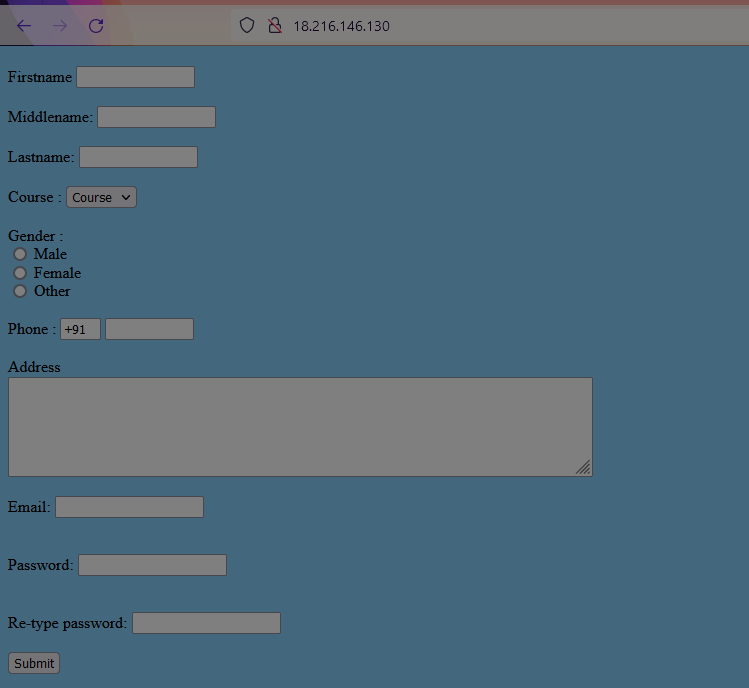 18.216.146.130
Firstname
Middlename:
Lastname:
Course : Course
Gender :
Male
Female
Other
Phone : +91
Address
Email:
Password:
Re-type password:
Submit